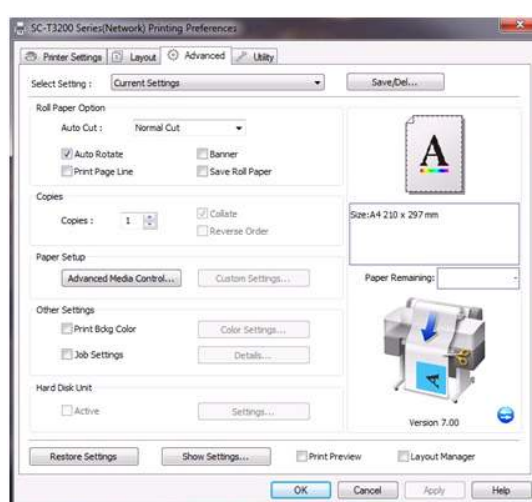 SC-T3200 Series(Network) Printing Preferences
Printer Settings Layout Advanced Utility
Select Setting : Current Settings Save/Del...
Roll Paper Option
Auto Cut : Normal Cut
Auto Rotate Banner
Print Page Line Save Roll Paper
A
Copies
Copies : 1 Collate
Reverse Order
Size:A4 210 x 297 mm
Paper Setup
Advanced Media Control... Custom Settings...
Paper Remaining: -
Other Settings
Print Bckg Color Color Settings...
Job Settings Details...
A
Hard Disk Unit
Active Settings...
Version 7.00
Restore Settings Show Settings... Print Preview Layout Manager
OK Cancel Apply Help